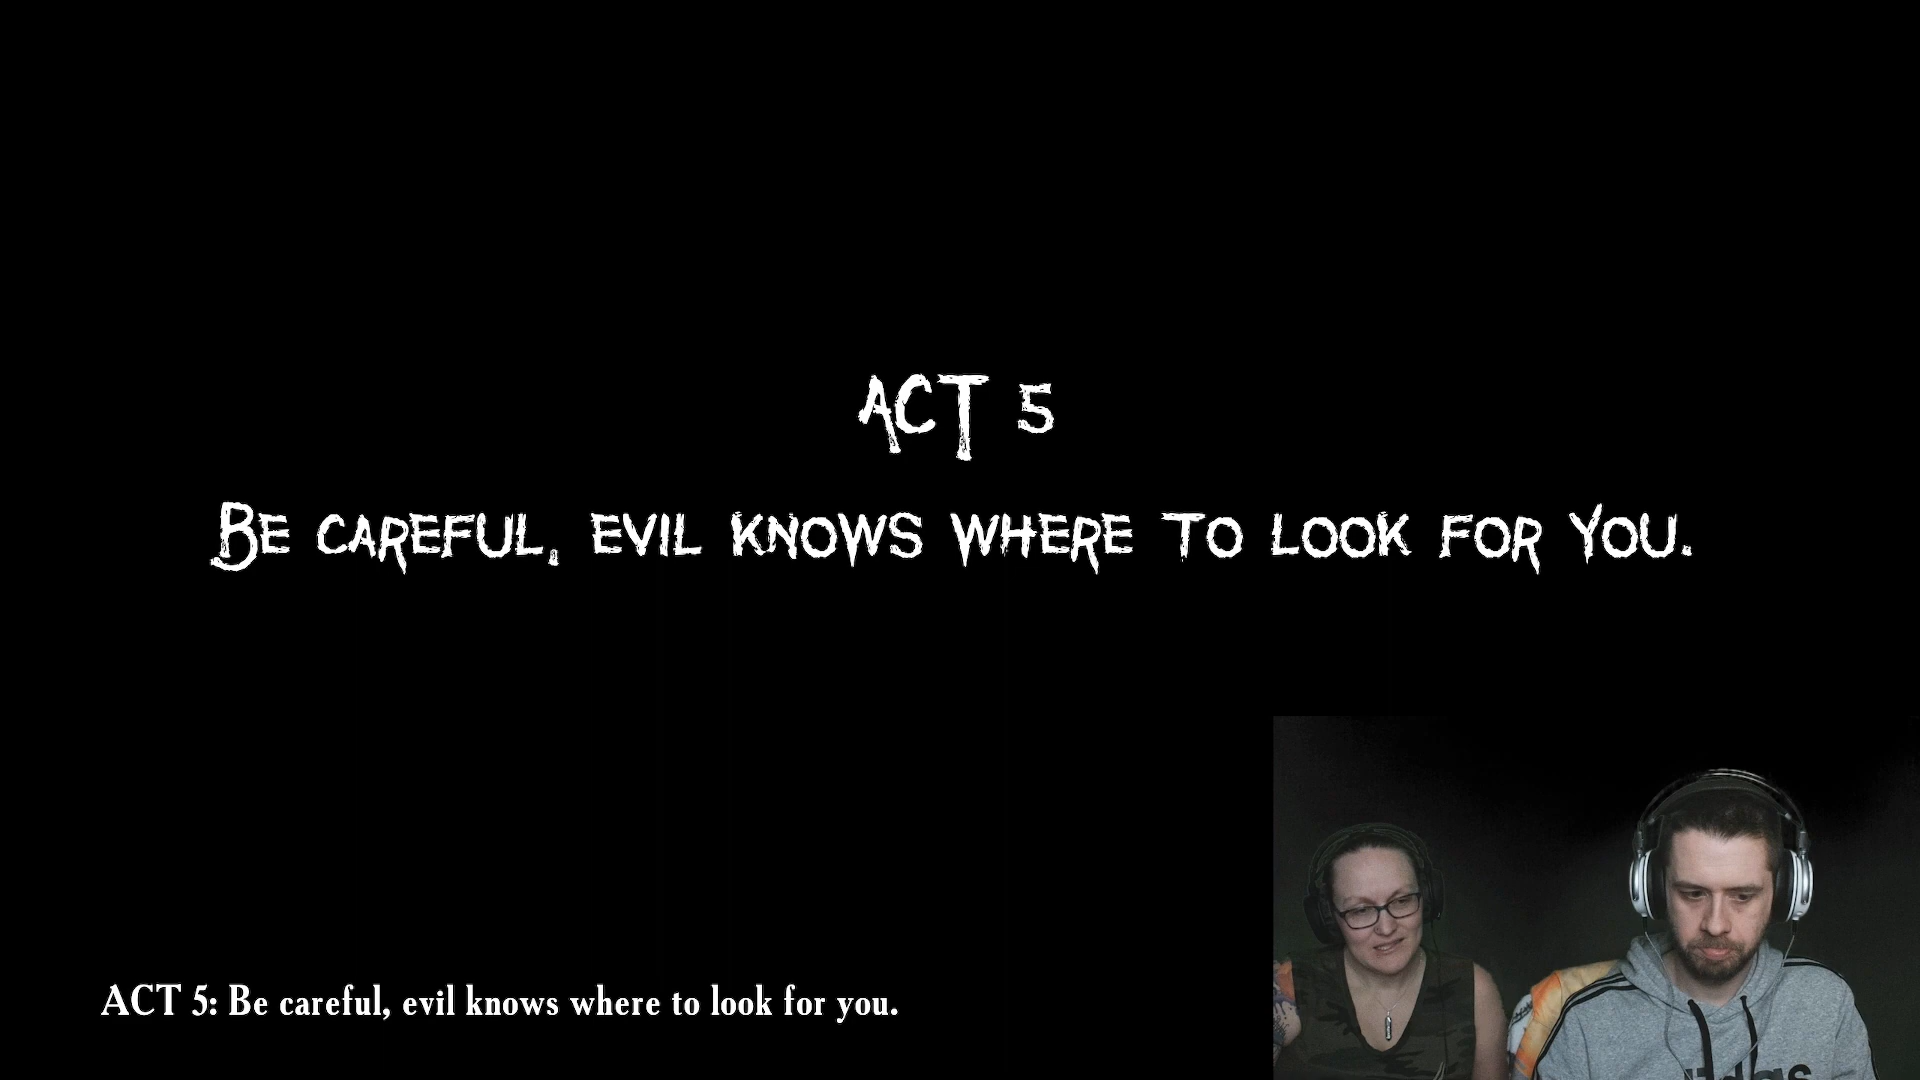 ACT 5
BE CAREFUL, EVIL KNOWS WHERE TO LOOK FOR YOU.
ACT 5: Be careful, evil knows where to look for you.